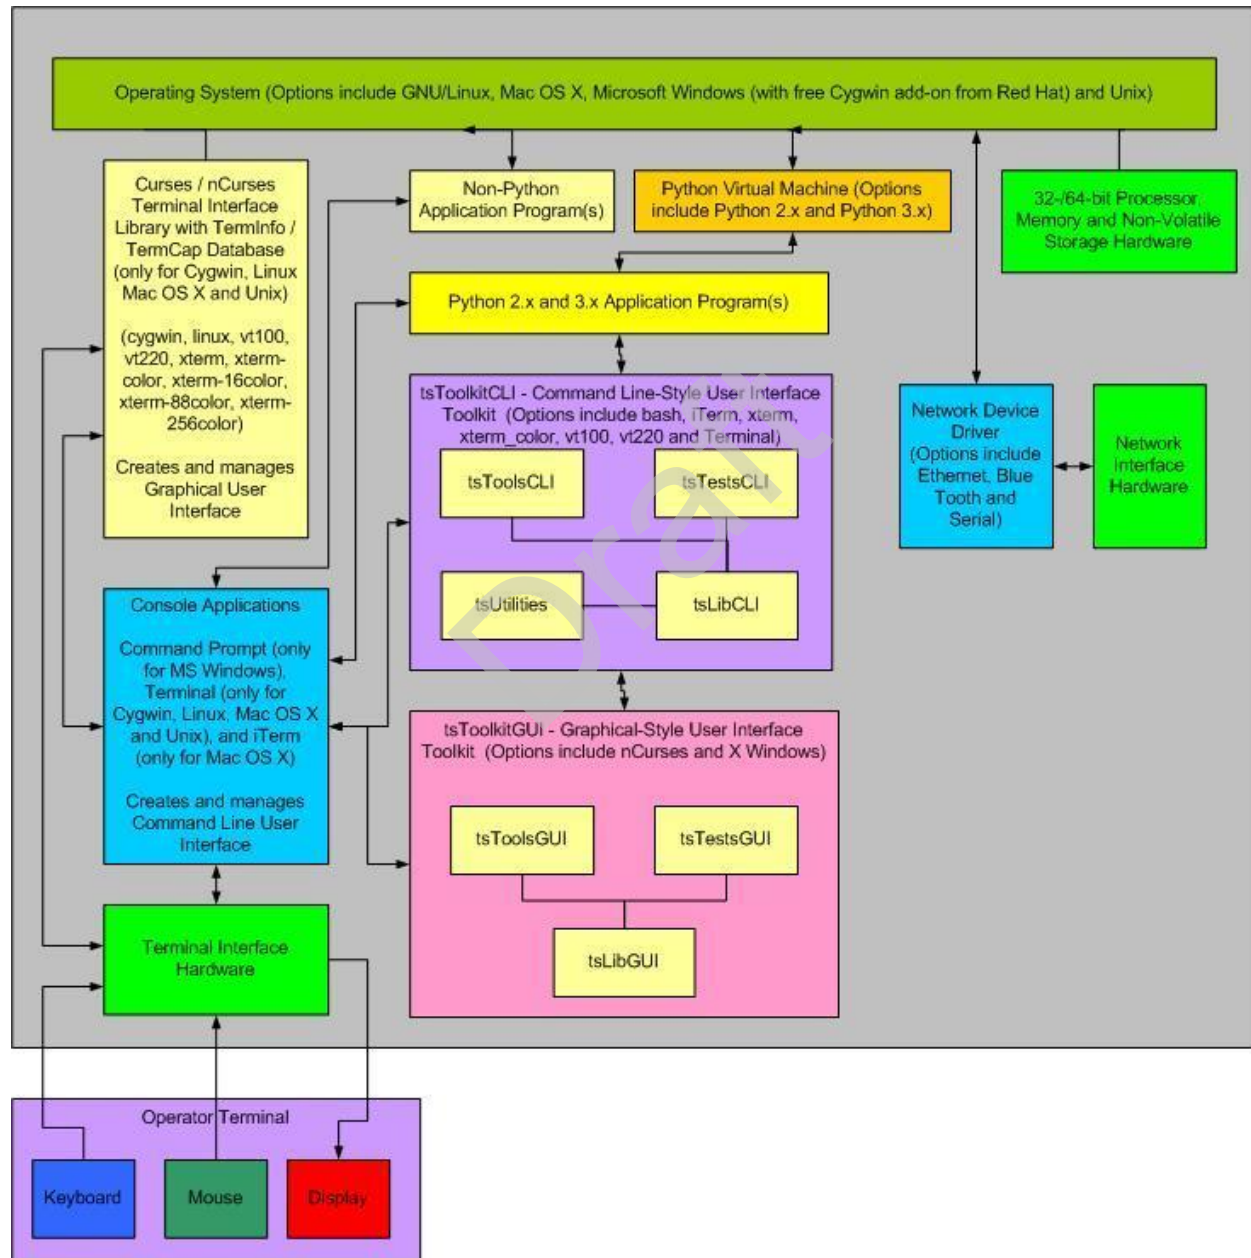 Operating System (Options include GNU/Linux, Mac OS X, Microsoft Windows (with free Cygwin add-on from Red Hat) and Unix)
Curses / nCurses
Terminal Interface
Library with TermInfo /
TermCap Database
(only for Cygwin, Linux
Mac OS X and Unix)
(cygwin, linux, vt100,
vt220, xterm, xterm-
color, xterm-16color,
xterm-88color, xterm-
256color)
Creates and manages
Graphical User
Interface
Non-Python
Application Program(s)
Python Virtual Machine (Options
include Python 2.x and Python 3.x)
32-/64-bit Processor,
Memory and Non-Volatile
Storage Hardware
Python 2.x and 3.x Application Program(s)
tsToolkitCLI - Command Line-Style User Interface
Toolkit (Options include bash, iTerm, xterm,
xterm_color, vt100, vt220 and Terminal)
tsToolsCLI
tsTestsCLI
tsUtilities
tsLibCLI
Network Device
Driver
(Options include
Ethernet, Blue
Tooth and
Serial)
Network
Interface
Hardware
Console Applications
Command Prompt (only
for MS Windows),
Terminal (only for
Cygwin, Linux, Mac OS X
and Unix), and iTerm
(only for Mac OS X)
Creates and manages
Command Line User
Interface
tsToolkitGUi - Graphical-Style User Interface
Toolkit (Options include nCurses and X Windows)
tsToolsGUI
tsTestsGUI
tsLibGUI
Terminal Interface
Hardware
Operator Terminal
Keyboard
Mouse
Display
Draft